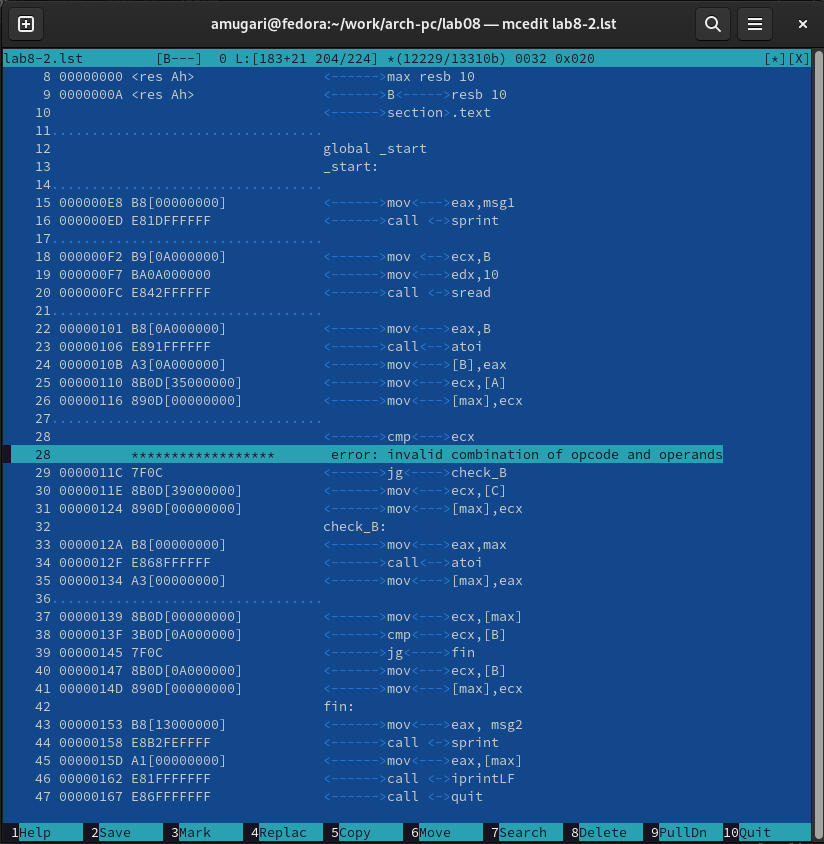 amugari@fedora:~/work/arch-pc/lab08 — mcedit lab8-2.lst
lab8-2.lst [B---] 0 L:[183+21 204/224] *(12229/13310b) 0032 0x020 [*][X]
8 00000000 <res Ah> <------>max resb 10
9 0000000A <res Ah> <------>B<----->resb 10
10 <------>section>.text
11..................................
12 global _start
13 _start:
14..................................
15 000000E8 B8[00000000] <------>mov<--->eax,msg1
16 000000ED E81DFFFFFF <------>call <->sprint
17..................................
18 000000F2 B9[0A000000] <------>mov <-->ecx,B
19 000000F7 BA0A000000 <------>mov<--->edx,10
20 000000FC E842FFFFFF <------>call <->sread
21..................................
22 00000101 B8[0A000000] <------>mov<--->eax,B
23 00000106 E891FFFFFF <------>call<-->atoi
24 0000010B A3[0A000000] <------>mov<--->[B],eax
25 00000110 8B0D[35000000] <------>mov<--->ecx,[A]
26 00000116 890D[00000000] <------>mov<--->[max],ecx
27..................................
28 <------>cmp<--->ecx
28 ****************** error: invalid combination of opcode and operands
29 0000011C 7F0C <------>jg<---->check_B
30 0000011E 8B0D[39000000] <------>mov<--->ecx,[C]
31 00000124 890D[00000000] <------>mov<--->[max],ecx
32 check_B:
33 0000012A B8[00000000] <------>mov<--->eax,max
34 0000012F E868FFFFFF <------>call<-->atoi
35 00000134 A3[00000000] <------>mov<--->[max],eax
36..................................
37 00000139 8B0D[00000000] <------>mov<--->ecx,[max]
38 0000013F 3B0D[0A000000] <------>cmp<--->ecx,[B]
39 00000145 7F0C <------>jg<---->fin
40 00000147 8B0D[0A000000] <------>mov<--->ecx,[B]
41 0000014D 890D[00000000] <------>mov<--->[max],ecx
42 fin:
43 00000153 B8[13000000] <------>mov<--->eax, msg2
44 00000158 E8B2FEFFFF <------>call <->sprint
45 0000015D A1[00000000] <------>mov<--->eax,[max]
46 00000162 E81FFFFFFF <------>call <->iprintLF
47 00000167 E86FFFFFFF <------>call <->quit
1Help 2Save 3Mark 4Replac 5Copy 6Move 7Search 8Delete 9PullDn 10Quit